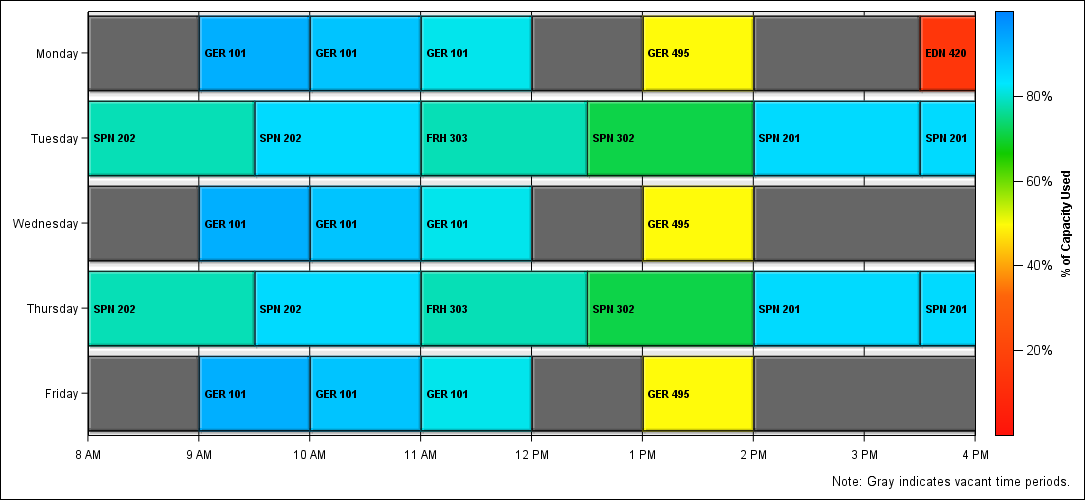 Monday
GER 101
GER 101
GER 101
GER 495
EDN 420
Tuesday
SPN 202
SPN 202
FRH 303
SPN 302
SPN 201
SPN 201
Wednesday
GER 101
GER 101
GER 101
GER 495
Thursday
SPN 202
SPN 202
FRH 303
SPN 302
SPN 201
SPN 201
Friday
GER 101
GER 101
GER 101
GER 495
8 AM
9 AM
10 AM
11 AM
12 PM
1 PM
2 PM
3 PM
4 PM
80%
60%
40%
20%
% of Capacity Used
Note: Gray indicates vacant time periods.